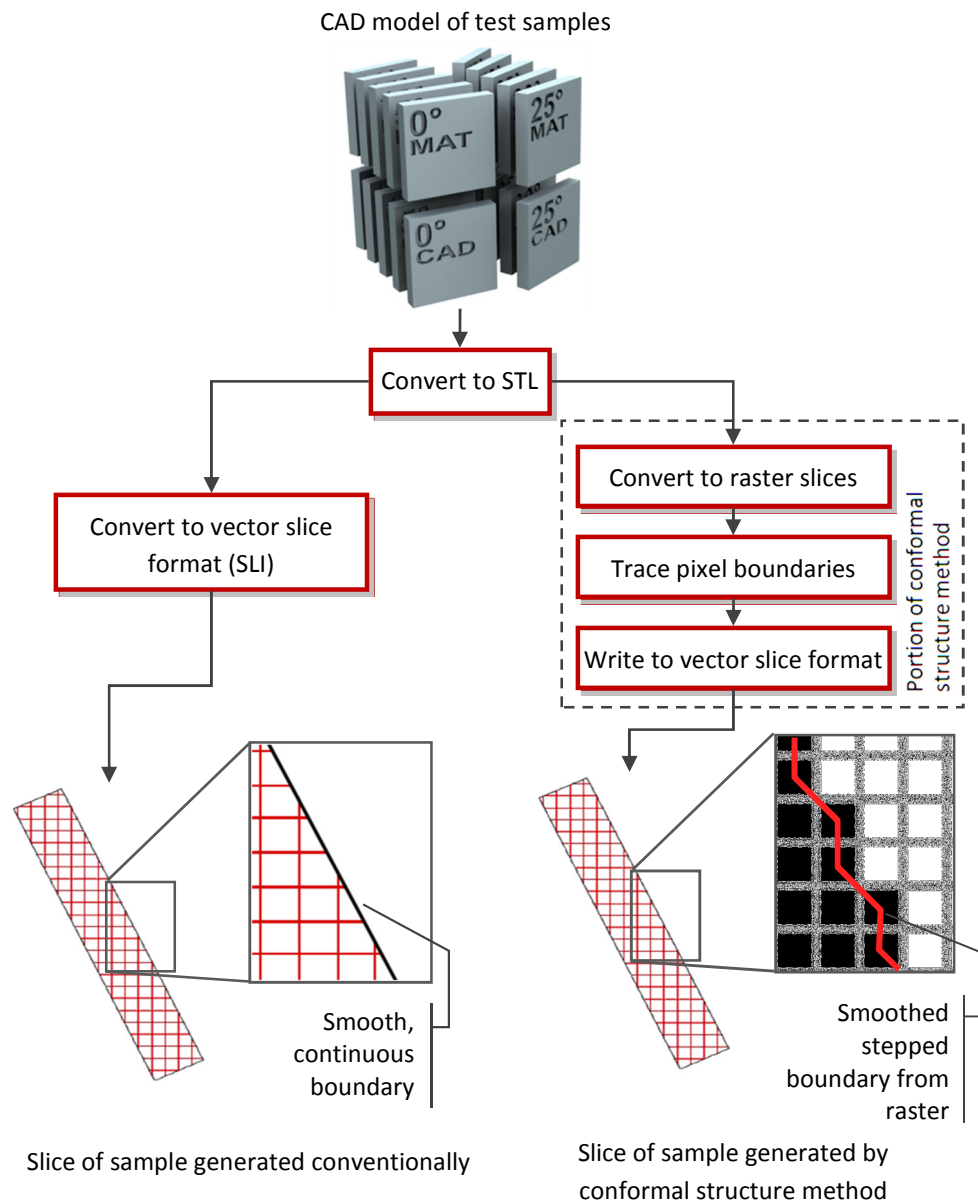 CAD model of test samples
0°
MAT
25°
MAT
0°
CAD
25°
CAD
Convert to STL
Convert to raster slices
Convert to vector slice
format (SLI)
Trace pixel boundaries
Write to vector slice format
Portion of conformal
structure method
Smooth,
continuous
boundary
Smoothed
stepped
boundary from
raster
Slice of sample generated conventionally
Slice of sample generated by
conformal structure method